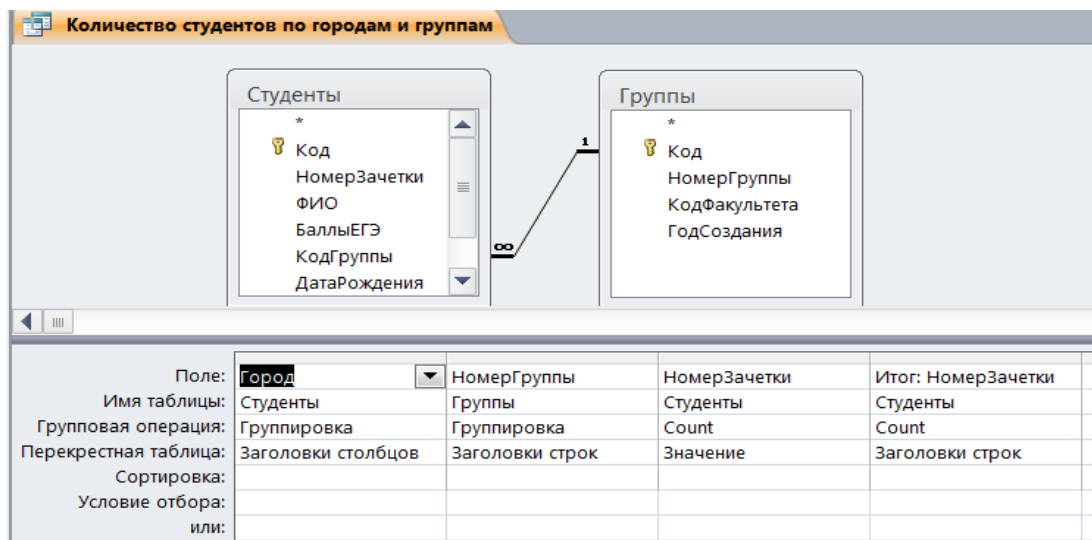 Количество студентов по городам и группам
Студенты
*
Код
НомерЗачетки
ФИО
БаллыЕГЭ
КодГруппы
ДатаРождения
1
∞
Группы
*
Код
НомерГруппы
КодФакультета
ГодСоздания
Поле: Город НомерГруппы НомерЗачетки Итог: НомерЗачетки
Имя таблицы: Студенты Группы Студенты Студенты
Групповая операция: Группировка Группировка Count Count
Перекрестная таблица: Заголовки столбцов Заголовки строк Значение Заголовки строк
Сортировка:
Условие отбора:
или: